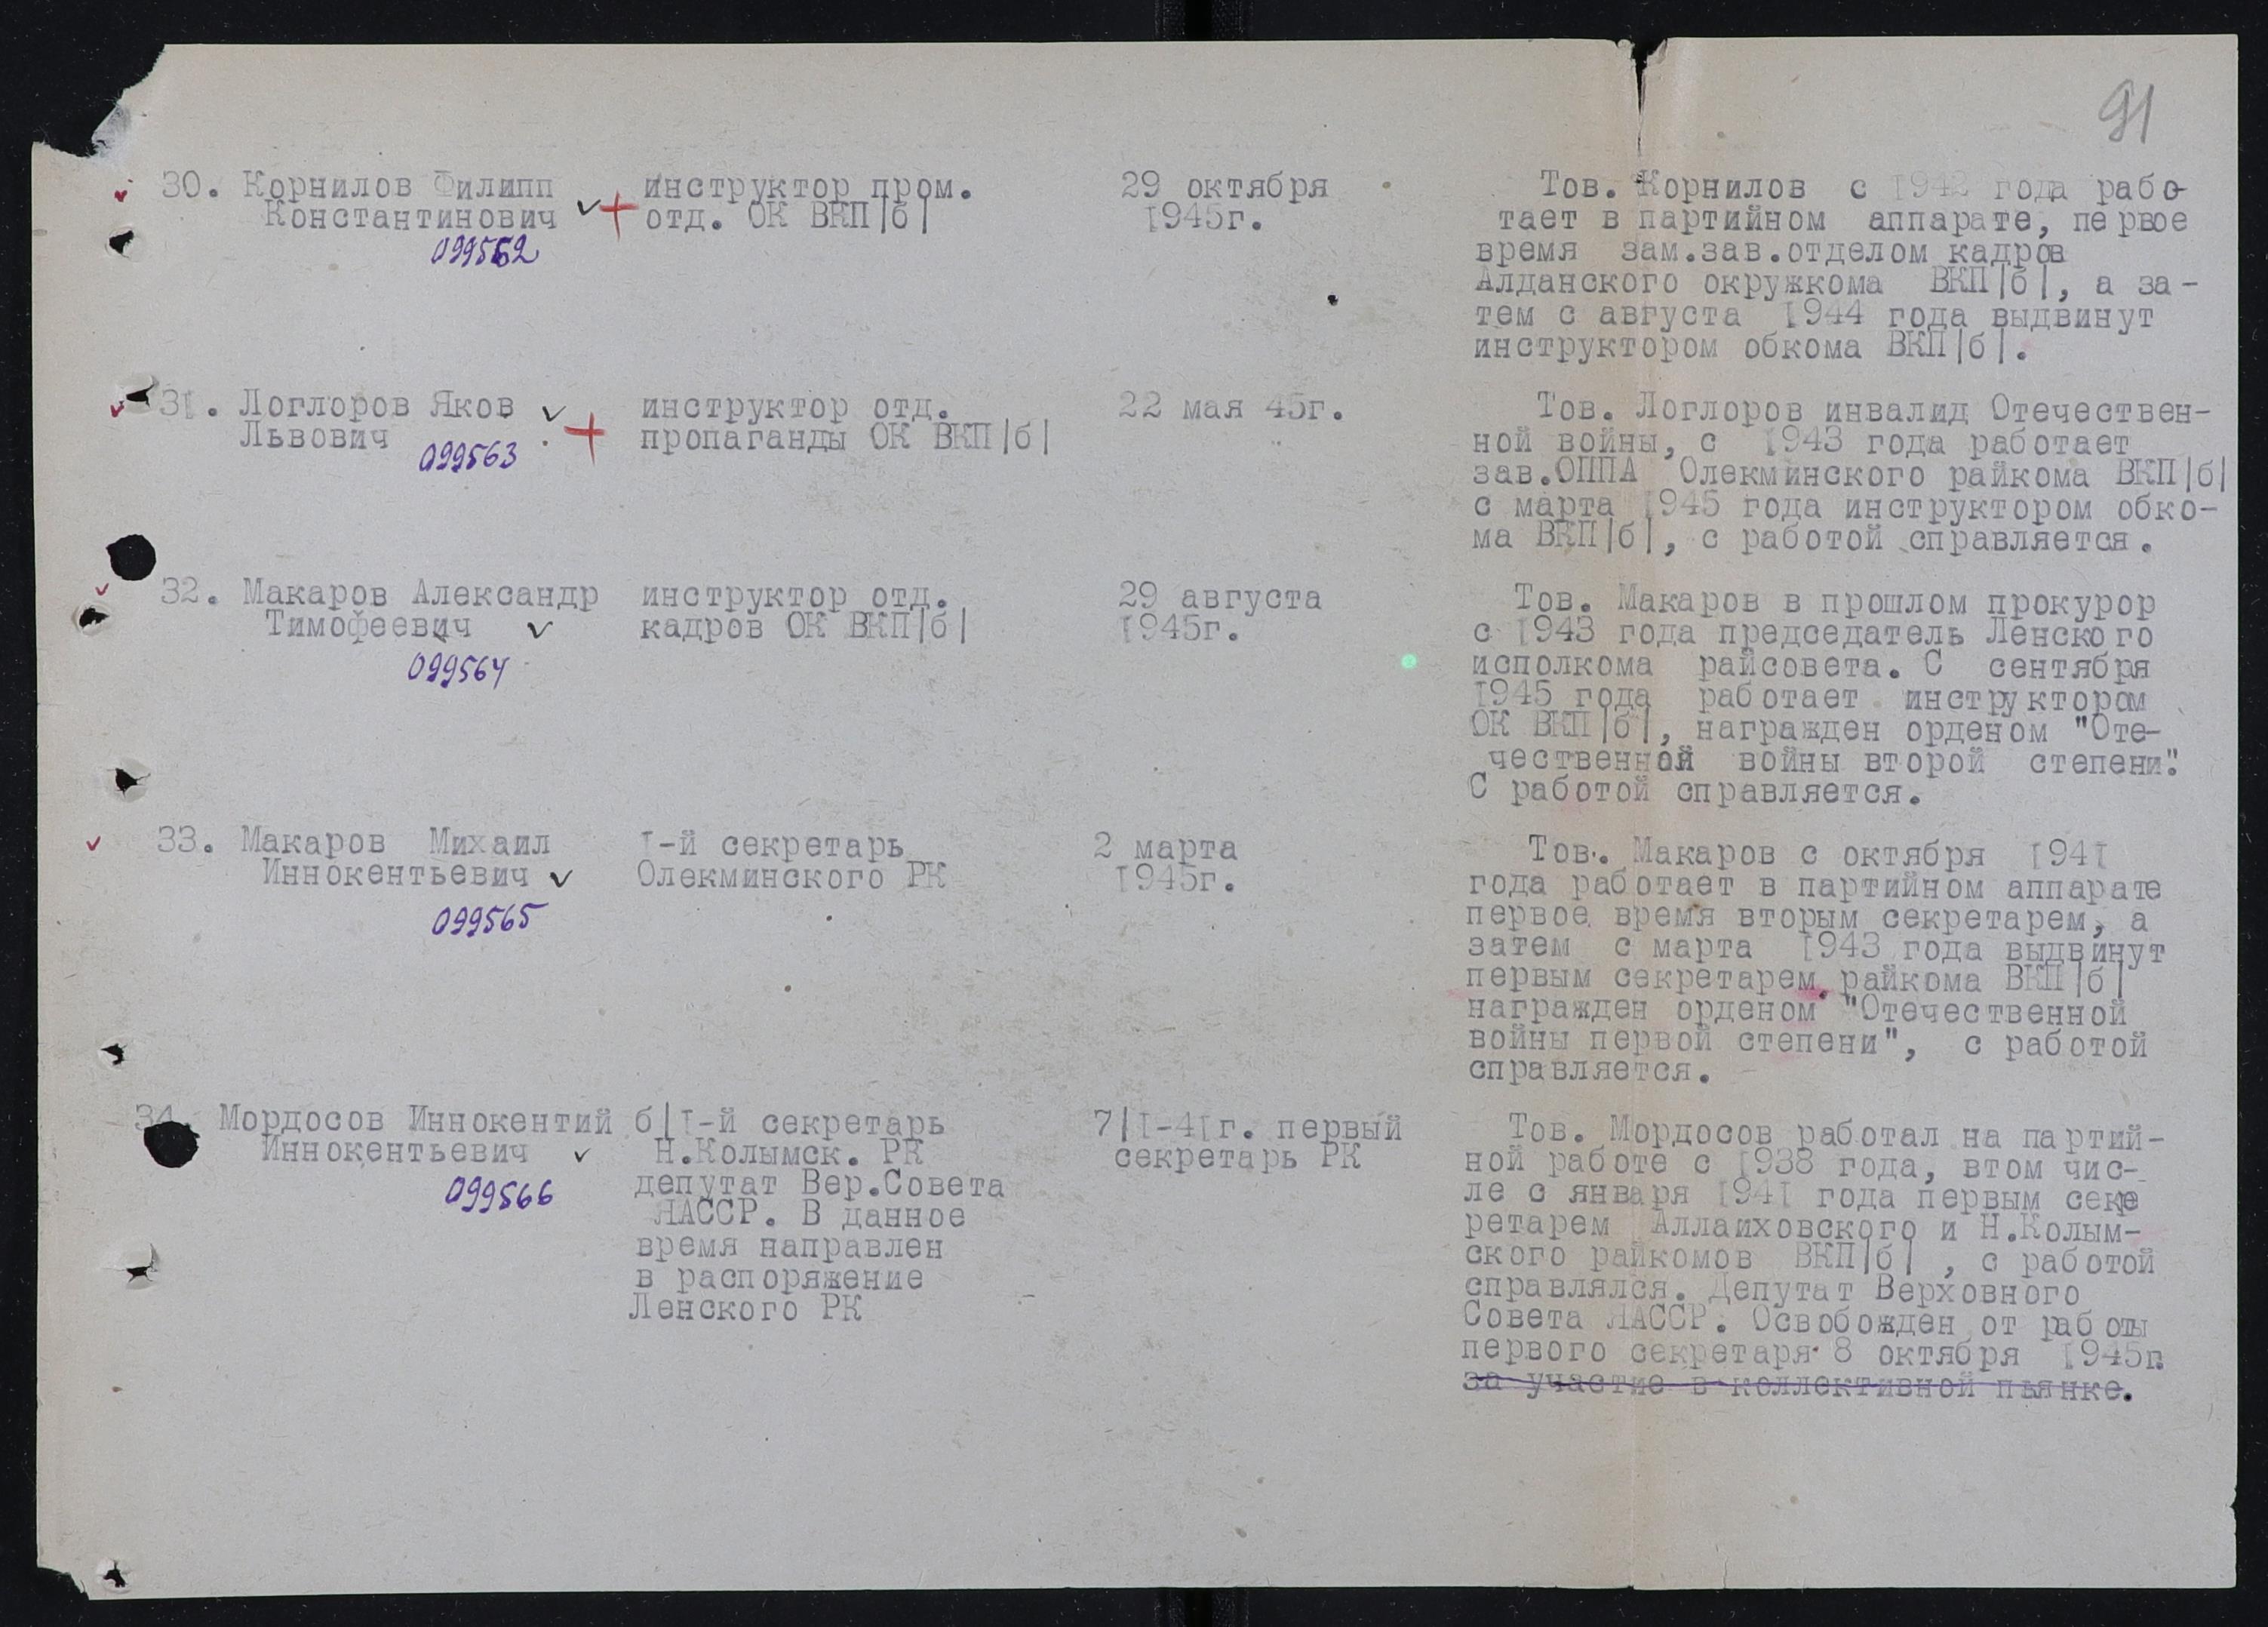 91
30. Корнилов Филипп
Константинович
099562
инструктор пром.
отд. ОК ВКП|б|
29 октября
1945г.
Тов. Корнилов с 1942 года рабо-
тает в партийном аппарате, первое
время зам.зав.отделом кадров
Алданского окружкома ВКП|б|, а за-
тем с августа 1944 года выдвинут
инструктором обкома ВКП|б|.
31. Логлоров Яков
Львович
099563
инструктор отд.
пропаганды ОК ВКП|б|
22 мая 45г.
Тов. Логлоров инвалид Отечествен-
ной войны, с 1943 года работает
зав.ОППА Олекминского райкома ВКП|б|
с марта 1945 года инструктором обко-
ма ВКП|б|, с работой справляется.
32. Макаров Александр
Тимофеевич
099564
инструктор отд.
кадров ОК ВКП|б|
29 августа
1945г.
Тов. Макаров в прошлом прокурор
с 1943 года председатель Ленского
исполкома райсовета. С сентября
1945 года работает инструктором
ОК ВКП|б|, награжден орденом "Оте-
чественной войны второй степени".
С работой справляется.
33. Макаров Михаил
Иннокентьевич
099565
I-й секретарь
Олекминского РК
2 марта
1945г.
Тов. Макаров с октября 1941
года работает в партийном аппарате
первое время вторым секретарем, а
затем с марта 1943 года выдвинут
первым секретарем райкома ВКП|б|
награжден орденом "Отечественной
войны первой степени", с работой
справляется.
34. Мордосов Иннокентий
Иннокентьевич
099566
б|I-й секретарь
Н.Колымск. РК
депутат Вер.Совета
ЯАССР. В данное
время направлен
в распоряжение
Ленского РК
7|I-41г. первый
секретарь РК
Тов. Мордосов работал на партий-
ной работе с 1938 года, втом чис-
ле с января 1941 года первым секре
ретарем Аллаиховского и Н.Колым-
ского райкомов ВКП|б| , с работой
справлялся. Депутат Верховного
Совета ЯАССР. Освобожден от работы
первого секретаря 8 октября 1945г.
за участие в коллективной пьянке.